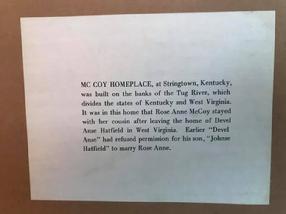 MC COY HOMEPLACE, at Stringtown, Kentucky,
was built on the banks of the Tug River, which
divides the states of Kentucky and West Virginia.
It was in this home that Rose Anne McCoy stayed
with her cousin after leaving the home of Devel
Anse Hatfield in West Virginia. Earlier "Devel
Anse" had refused permission for his son, "Johnse
Hatfield" to marry Rose Anne.